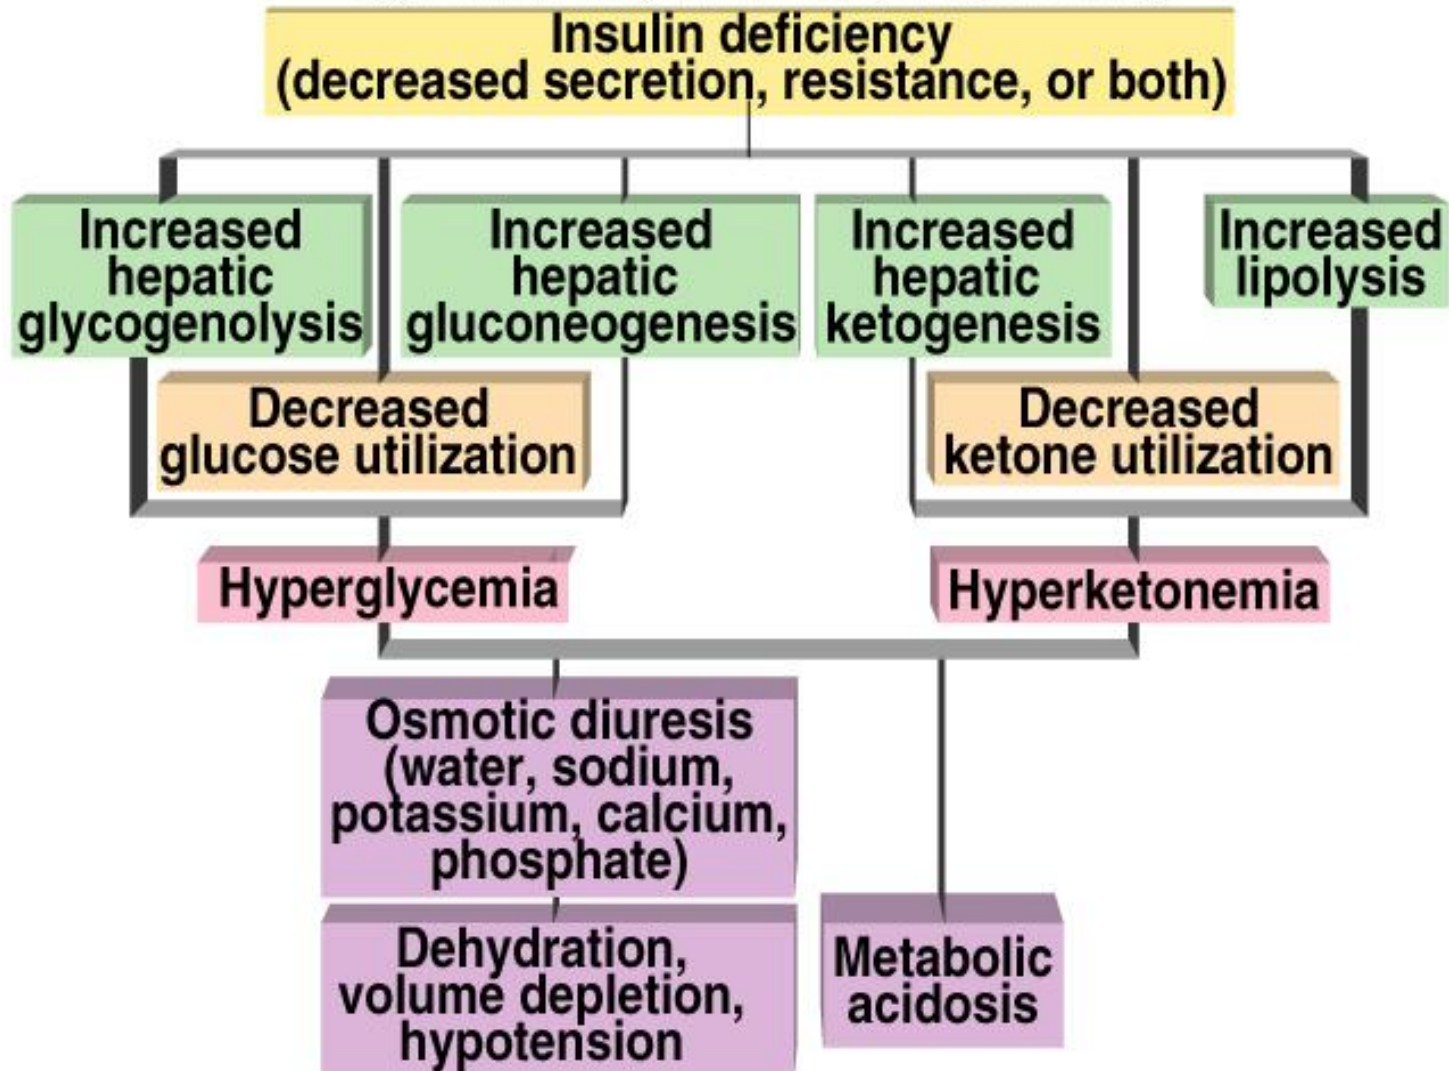 Insulin deficiency
(decreased secretion, resistance, or both)
Increased
hepatic
glycogenolysis
Increased
hepatic
gluconeogenesis
Increased
hepatic
ketogenesis
Increased
lipolysis
Decreased
glucose utilization
Decreased
ketone utilization
Hyperglycemia
Hyperketonemia
Osmotic diuresis
(water, sodium,
potassium, calcium,
phosphate)
Dehydration,
volume depletion,
hypotension
Metabolic
acidosis